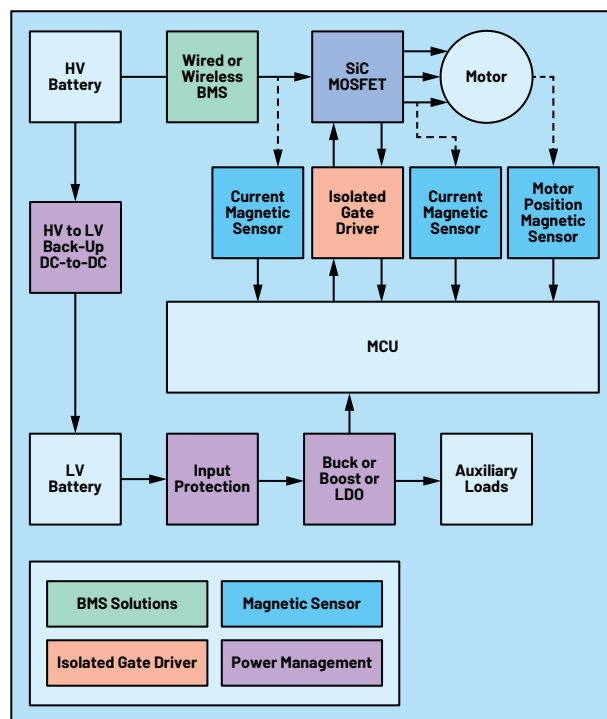 HV
Battery
Wired or
Wireless
BMS
SiC
MOSFET
Motor
HV to LV
Back-Up
DC-to-DC
Current
Magnetic
Sensor
Isolated
Gate
Driver
Current
Magnetic
Sensor
Motor
Position
Magnetic
Sensor
MCU
LV
Battery
Input
Protection
Buck or
Boost or
LDO
Auxiliary
Loads
BMS Solutions
Magnetic Sensor
Isolated Gate Driver
Power Management